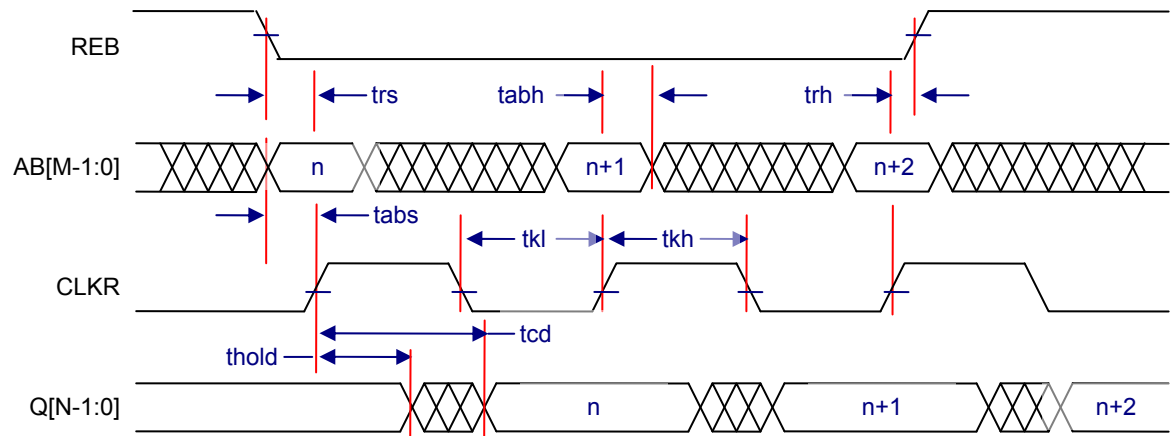 REB
trs tabh trh
AB[M-1:0] n n+1 n+2
tabs
tkl tkh
CLKR
tcd
thold
Q[N-1:0] n n+1 n+2